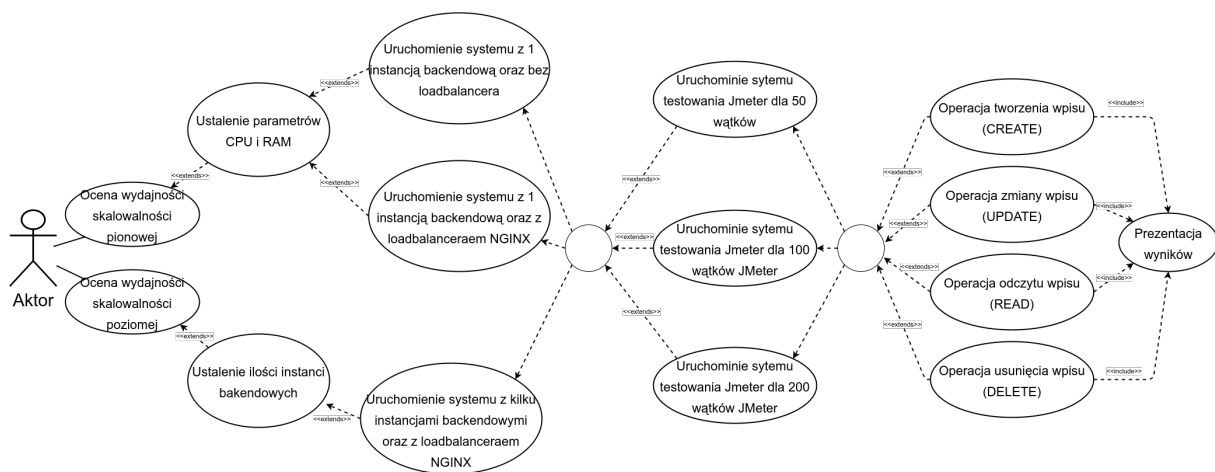 Aktor
Ocena wydajności
skalowalności
pionowej
Ocena wydajności
skalowalności
poziomej
<<extends>>
<<extends>>
Ustalenie parametrów
CPU i RAM
Ustalenie ilości instanci
bakendowych
<<extends>>
<<extends>>
<<extends>>
Uruchomienie systemu z 1
instancją backendową oraz bez
loadbalancera
Uruchomienie systemu z 1
instancją backendową oraz z
loadbalanceraem NGINX
Uruchomienie systemu z kilku
instancjami backendowymi
oraz z loadbalanceraem
NGINX
<<extends>>
<<extends>>
<<extends>>
Uruchominie sytemu
testowania Jmeter dla 50
wątków
Uruchominie sytemu
testowania Jmeter dla 100
wątków JMeter
Uruchominie sytemu
testowania Jmeter dla 200
wątków JMeter
<<extends>>
<<extends>>
<<extends>>
<<extends>>
Operacja tworzenia wpisu
(CREATE)
Operacja zmiany wpisu
(UPDATE)
Operacja odczytu wpisu
(READ)
Operacja usunięcia wpisu
(DELETE)
<<include>>
<<include>>
<<include>>
<<include>>
Prezentacja
wyników